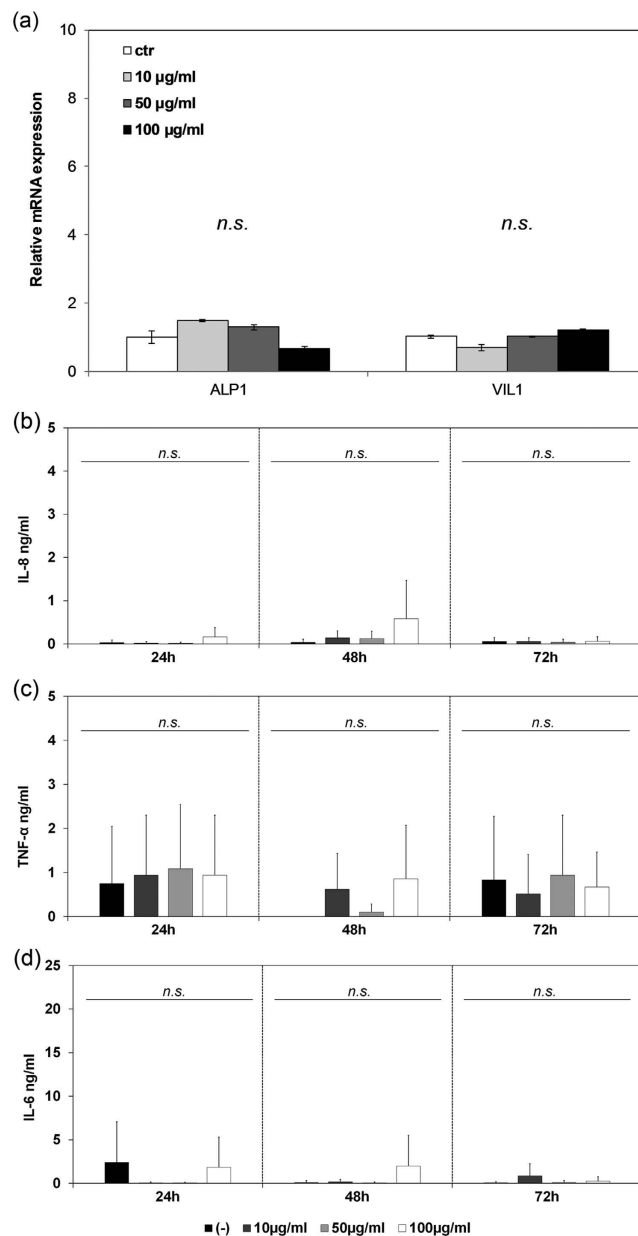 (a)
10
8
6
4
2
0
Relative mRNA expression
ctr
10 µg/ml
50 µg/ml
100 µg/ml
n.s. n.s.
ALP1 VIL1
(b)
5
4
3
2
1
0
IL-8 ng/ml
n.s. n.s. n.s.
24h 48h 72h
(c)
5
4
3
2
1
0
TNF-α ng/ml
n.s. n.s. n.s.
24h 48h 72h
(d)
25
20
15
10
5
0
IL-6 ng/ml
n.s. n.s. n.s.
24h 48h 72h
(-) 10µg/ml 50µg/ml 100µg/ml